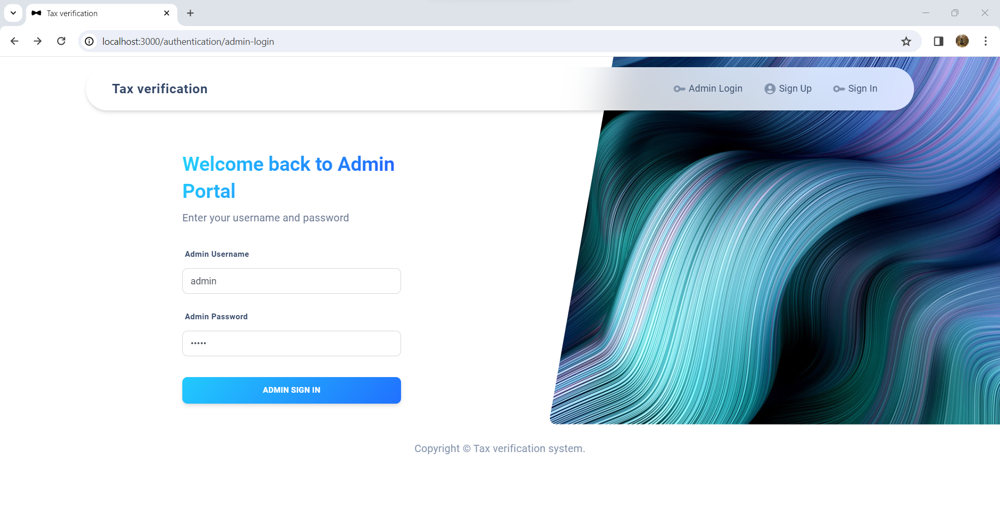 Tax verification
localhost:3000/authentication/admin-login
Tax verification
Admin Login
Sign Up
Sign In
Welcome back to Admin
Portal
Enter your username and password
Admin Username
admin
Admin Password
•••••
ADMIN SIGN IN
Copyright © Tax verification system.